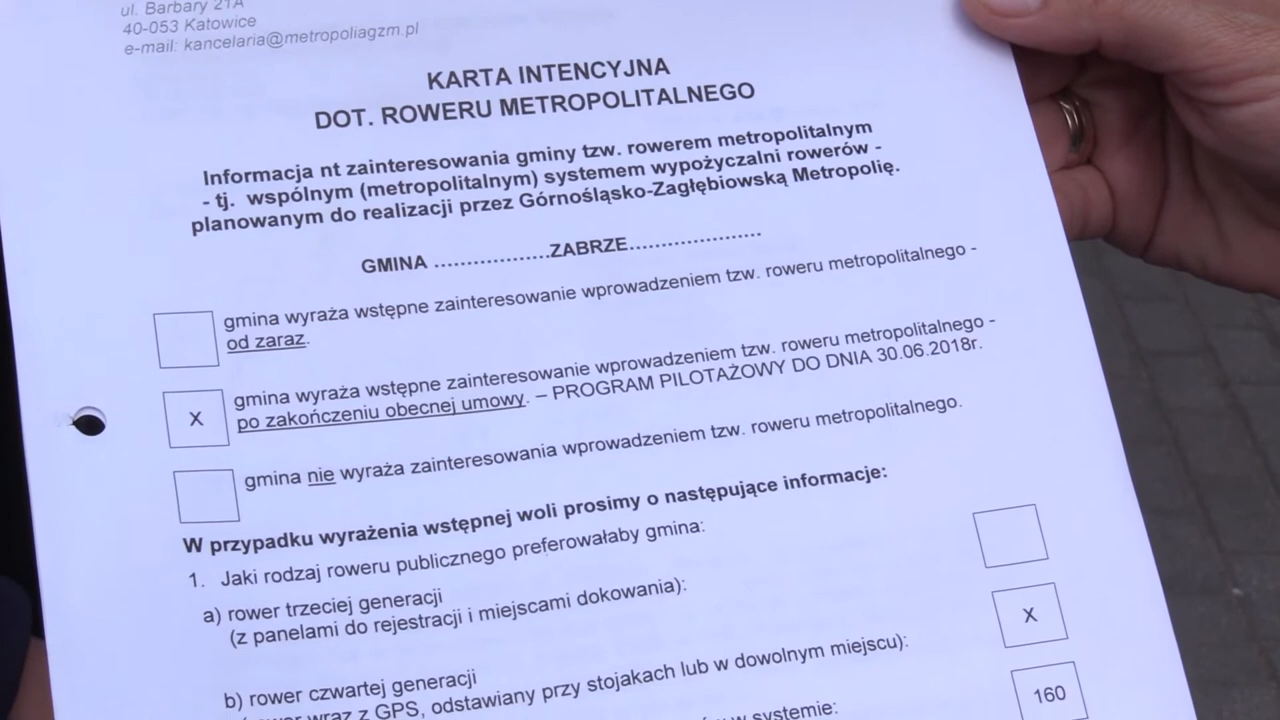 ul. Barbary 21A
40-053 Katowice
e-mail: kancelaria@metropoliagzm.pl
KARTA INTENCYJNA
DOT. ROWERU METROPOLITALNEGO
Informacja nt zainteresowania gminy tzw. rowerem metropolitalnym
- tj. wspólnym (metropolitalnym) systemem wypożyczalni rowerów -
planowanym do realizacji przez Górnośląsko-Zagłębiowską Metropolię.
GMINA ..................ZABRZE....................
gmina wyraża wstępne zainteresowanie wprowadzeniem tzw. roweru metropolitalnego -
od zaraz.
X
gmina wyraża wstępne zainteresowanie wprowadzeniem tzw. roweru metropolitalnego -
po zakończeniu obecnej umowy. – PROGRAM PILOTAŻOWY DO DNIA 30.06.2018r.
gmina nie wyraża zainteresowania wprowadzeniem tzw. roweru metropolitalnego.
W przypadku wyrażenia wstępnej woli prosimy o następujące informacje:
1. Jaki rodzaj roweru publicznego preferowałaby gmina:
a) rower trzeciej generacji
(z panelami do rejestracji i miejscami dokowania):
X
b) rower czwartej generacji
wraz z GPS, odstawiany przy stojakach lub w dowolnym miejscu):
w systemie:
160